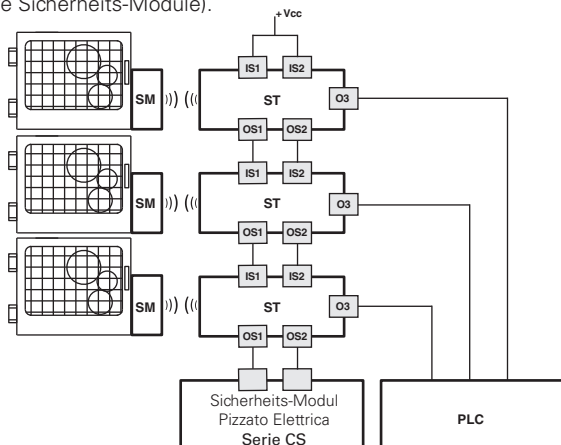 e Sicherheits-Module).
+ Vcc
IS1 IS2
SM ST O3
OS1 OS2
IS1 IS2
SM ST O3
OS1 OS2
IS1 IS2
SM ST O3
OS1 OS2
Sicherheits-Modul
Pizzato Elettrica
Serie CS
PLC